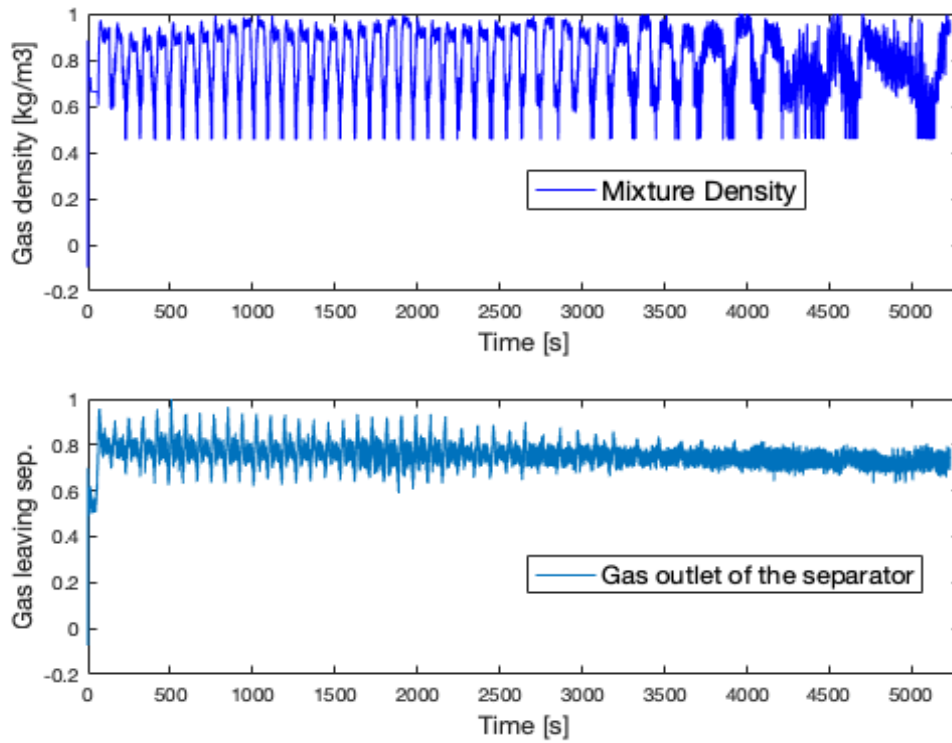 1
0.8
0.6
0.4
0.2
0
-0.2
Gas density [kg/m3]
Mixture Density
0 500 1000 1500 2000 2500 3000 3500 4000 4500 5000
Time [s]
1
0.8
0.6
0.4
0.2
0
-0.2
Gas leaving sep.
Gas outlet of the separator
0 500 1000 1500 2000 2500 3000 3500 4000 4500 5000
Time [s]